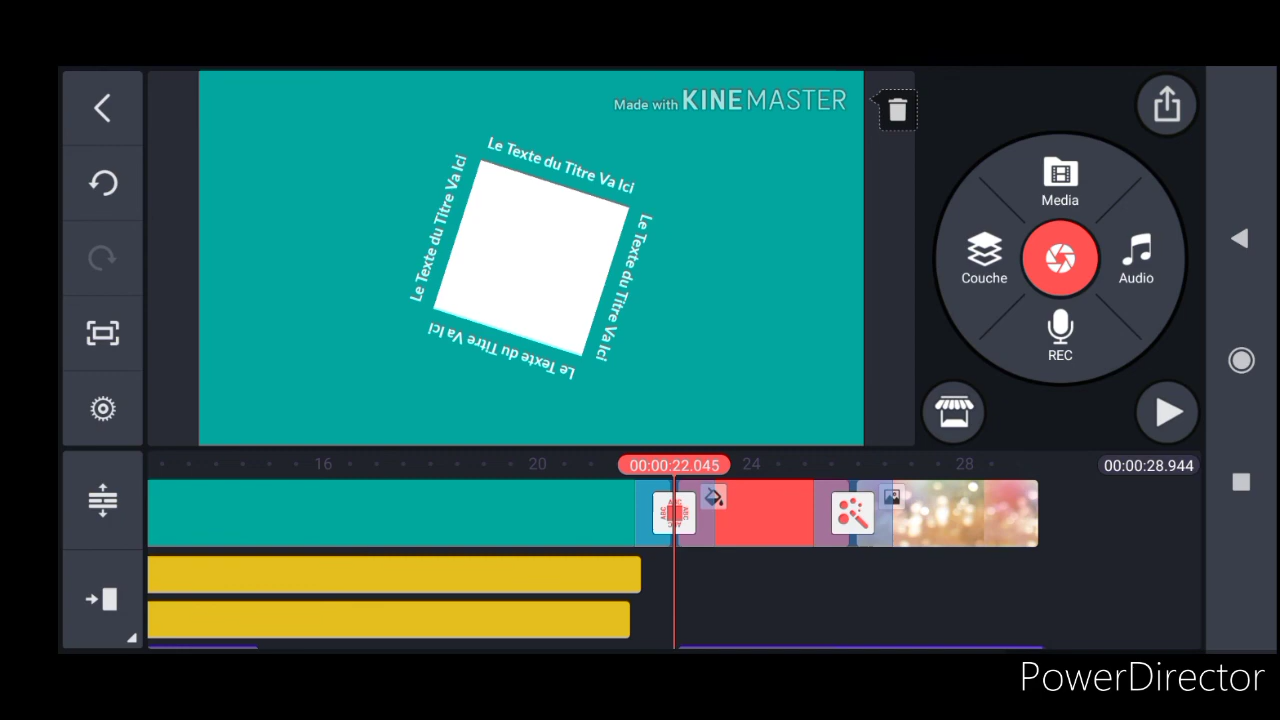 Made with KINEMASTER
Le Texte du Titre Va Ici
Le Texte du Titre Va Ici
Le Texte du Titre Va Ici
Le Texte du Titre Va Ici
Media
Couche
Audio
REC
16
20
00:00:22.045
24
28
00:00:28.944
ABC
ABC
PowerDirector